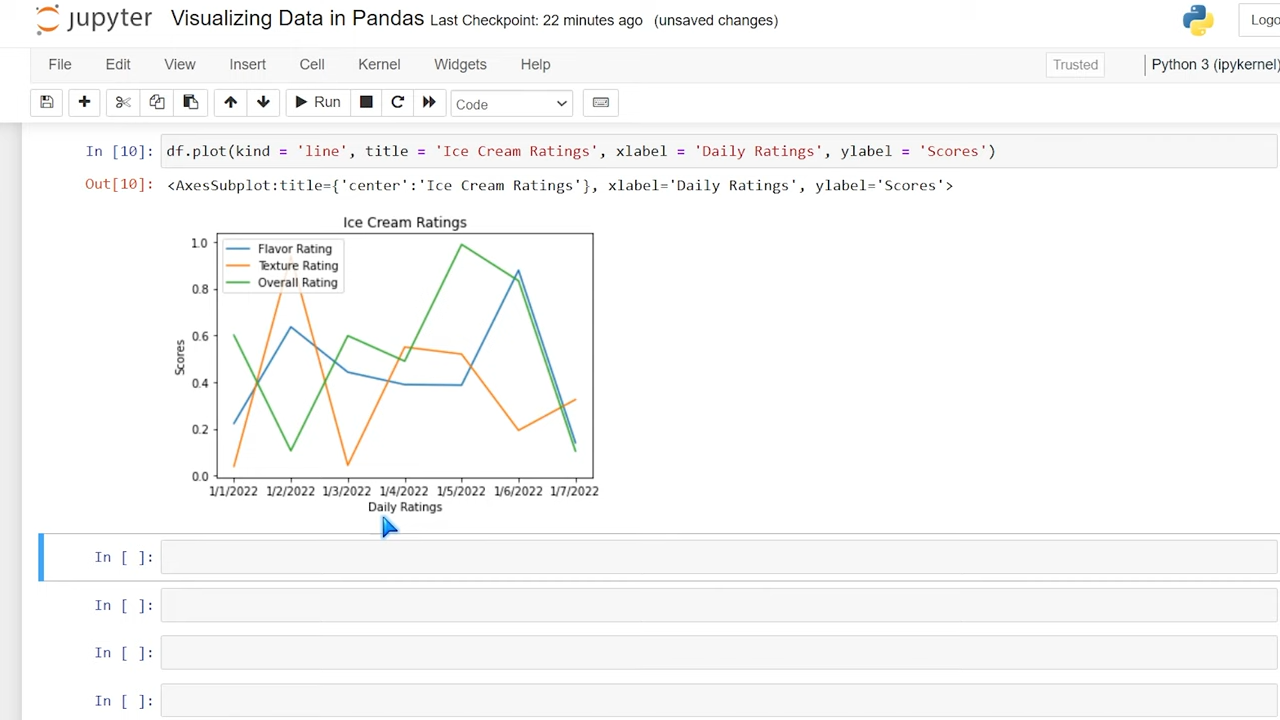 jupyter Visualizing Data in Pandas Last Checkpoint: 22 minutes ago (unsaved changes)
Logo
File Edit View Insert Cell Kernel Widgets Help Trusted Python 3 (ipykernel)
Run Code
In [10]: df.plot(kind = 'line', title = 'Ice Cream Ratings', xlabel = 'Daily Ratings', ylabel = 'Scores')
Out[10]: <AxesSubplot:title={'center':'Ice Cream Ratings'}, xlabel='Daily Ratings', ylabel='Scores'>
Ice Cream Ratings
Flavor Rating
Texture Rating
Overall Rating
1.0
0.8
0.6
0.4
0.2
0.0
Scores
1/1/2022 1/2/2022 1/3/2022 1/4/2022 1/5/2022 1/6/2022 1/7/2022
Daily Ratings
In [ ]:
In [ ]:
In [ ]:
In [ ]: